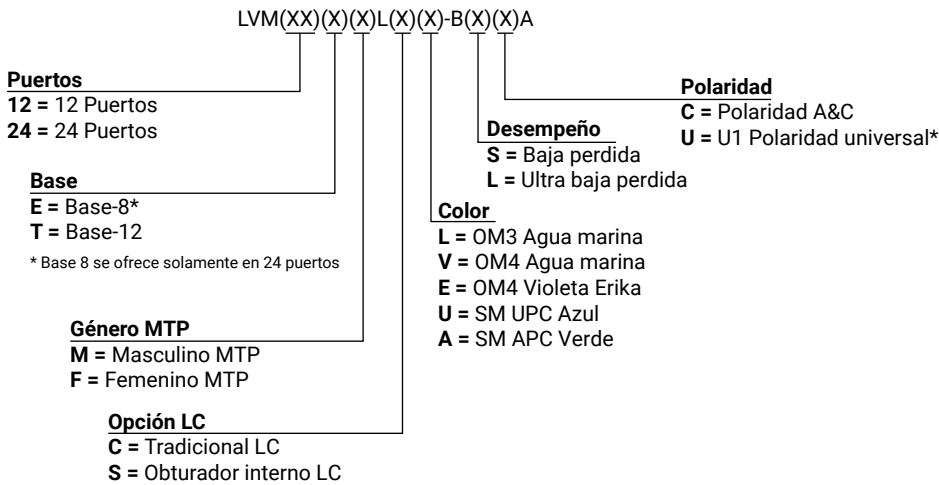 LVM(XX)(X)(X)L(X)(X)-B(X)(X)A
Puertos
12 = 12 Puertos
24 = 24 Puertos
Base
E = Base-8*
T = Base-12
* Base 8 se ofrece solamente en 24 puertos
Género MTP
M = Masculino MTP
F = Femenino MTP
Opción LC
C = Tradicional LC
S = Obturador interno LC
Color
L = OM3 Agua marina
V = OM4 Agua marina
E = OM4 Violeta Erika
U = SM UPC Azul
A = SM APC Verde
Desempeño
S = Baja perdida
L = Ultra baja perdida
Polaridad
C = Polaridad A&C
U = U1 Polaridad universal*